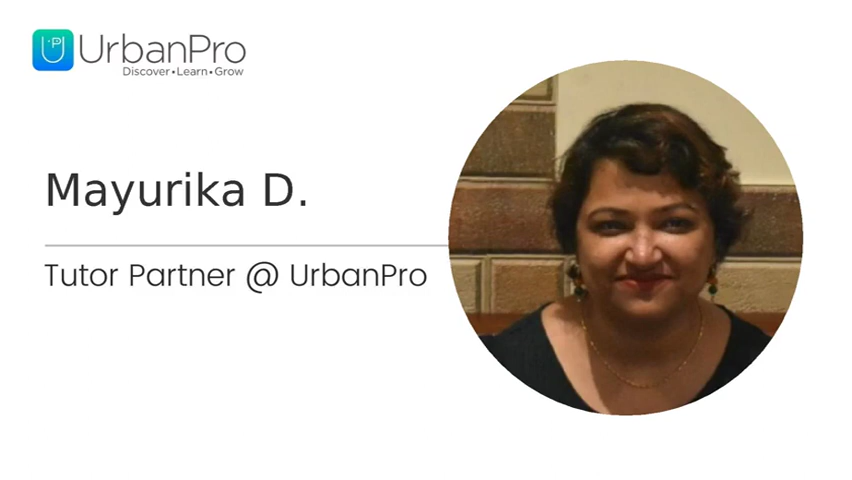 UrbanPro
Discover•Learn•Grow
Mayurika D.
Tutor Partner @ UrbanPro